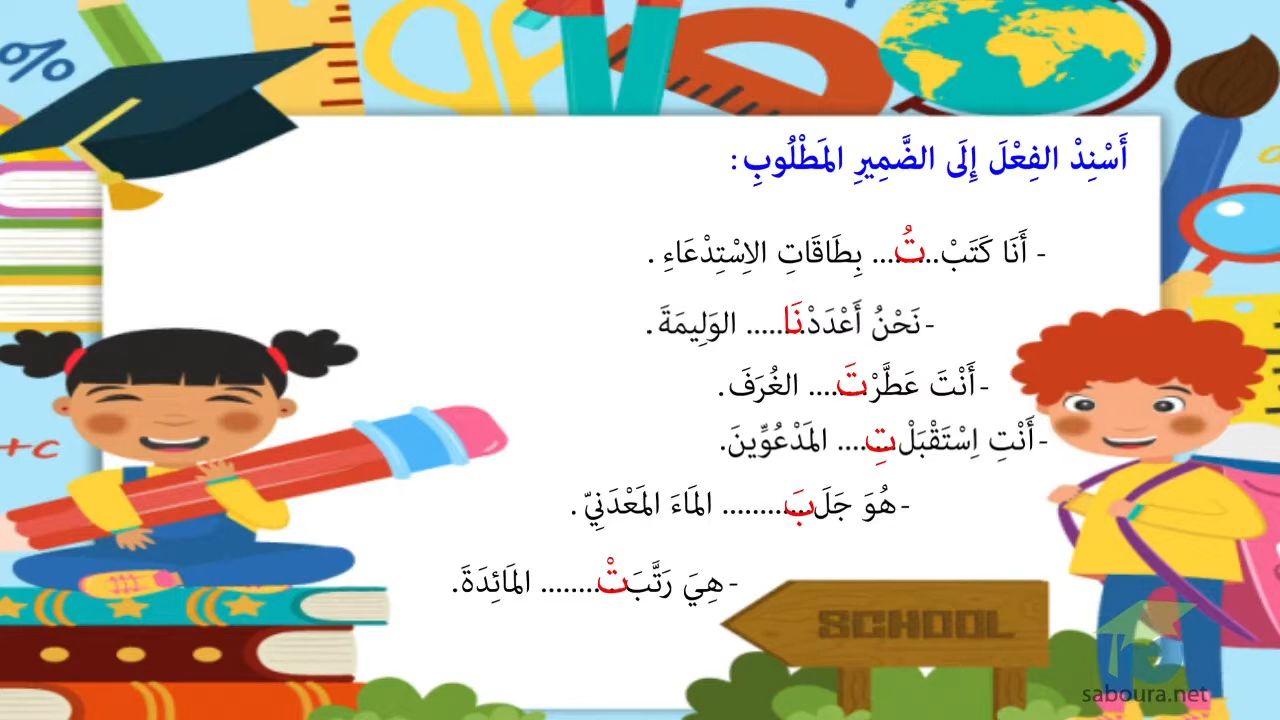 أَسْنِدْ الفِعْلَ إِلَى الضَّمِيرِ المَطْلُوبِ:
- أَنَا كَتَبْتُ......... بِطَاقَاتِ الاِسْتِدْعَاءِ .
-نَحْنُ أَعْدَدْنَا........ الوَلِيمَةَ .
-أَنْتَ عَطَّرْتَ........ الغُرَفَ .
-أَنْتِ اِسْتَقْبَلْتِ........ المَدْعُوِّينَ.
-هُوَ جَلَبَ............ المَاءَ المَعْدَنِيّ .
-هِيَ رَتَّبَتْ.......... المَائِدَةَ.
SCHOOL
%
+c
saboura.net